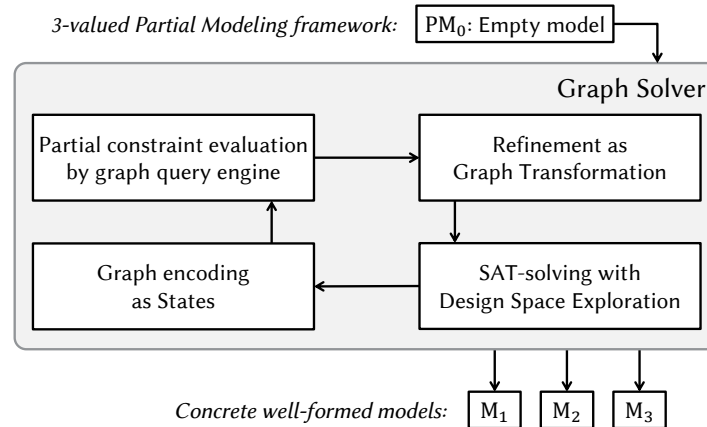 3-valued Partial Modeling framework: PM₀: Empty model
Graph Solver
Partial constraint evaluation
by graph query engine
Refinement as
Graph Transformation
Graph encoding
as States
SAT-solving with
Design Space Exploration
Concrete well-formed models: M₁ M₂ M₃